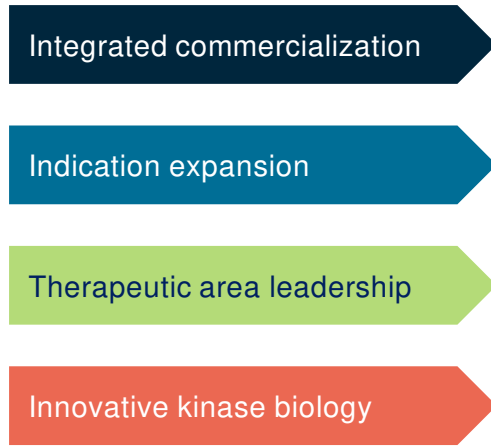 Integrated commercialization
Indication expansion
Therapeutic area leadership
Innovative kinase biology